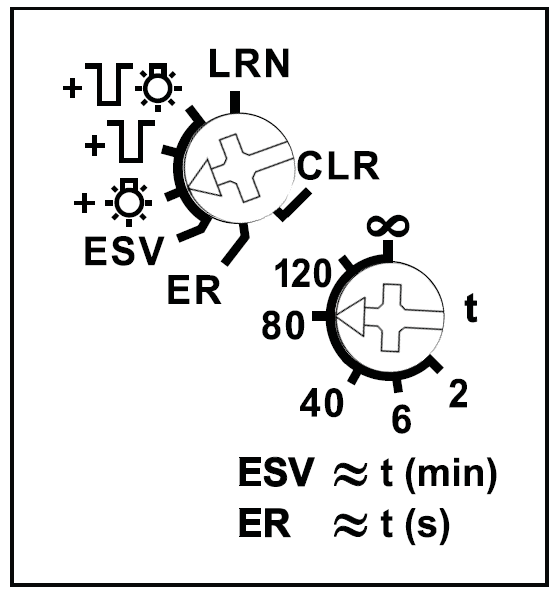 LRN
+
+
CLR
+
ESV
ER
∞
120
80
t
40
6
2
ESV ≈ t (min)
ER ≈ t (s)